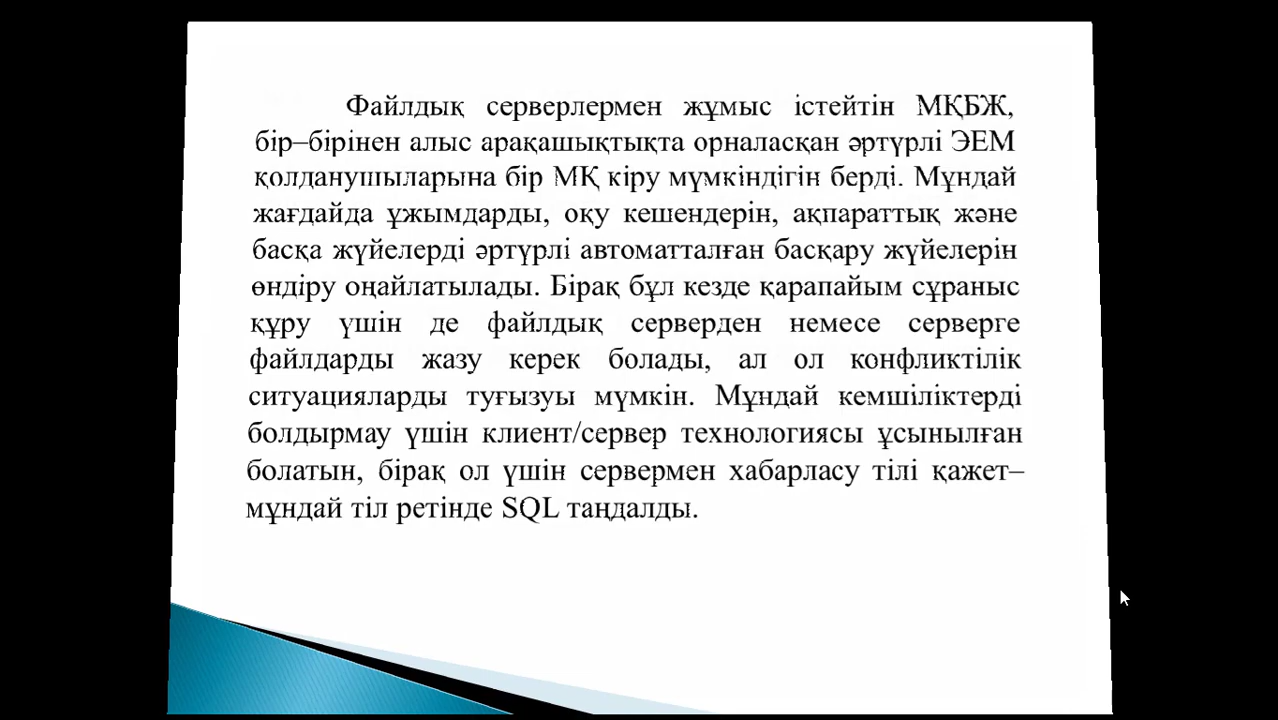 Файлдық серверлермен жұмыс істейтін МҚБЖ,
бір–бірінен алыс арақашықтықта орналасқан әртүрлі ЭЕМ
қолданушыларына бір МҚ кіру мүмкіндігін берді. Мұндай
жағдайда ұжымдарды, оқу кешендерін, ақпараттық және
басқа жүйелерді әртүрлі автоматталған басқару жүйелерін
өндіру оңайлатылады. Бірақ бұл кезде қарапайым сұраныс
құру үшін де файлдық серверден немесе серверге
файлдарды жазу керек болады, ал ол конфликтілік
ситуацияларды туғызуы мүмкін. Мұндай кемшіліктерді
болдырмау үшін клиент/сервер технологиясы ұсынылған
болатын, бірақ ол үшін сервермен хабарласу тілі қажет–
мұндай тіл ретінде SQL таңдалды.